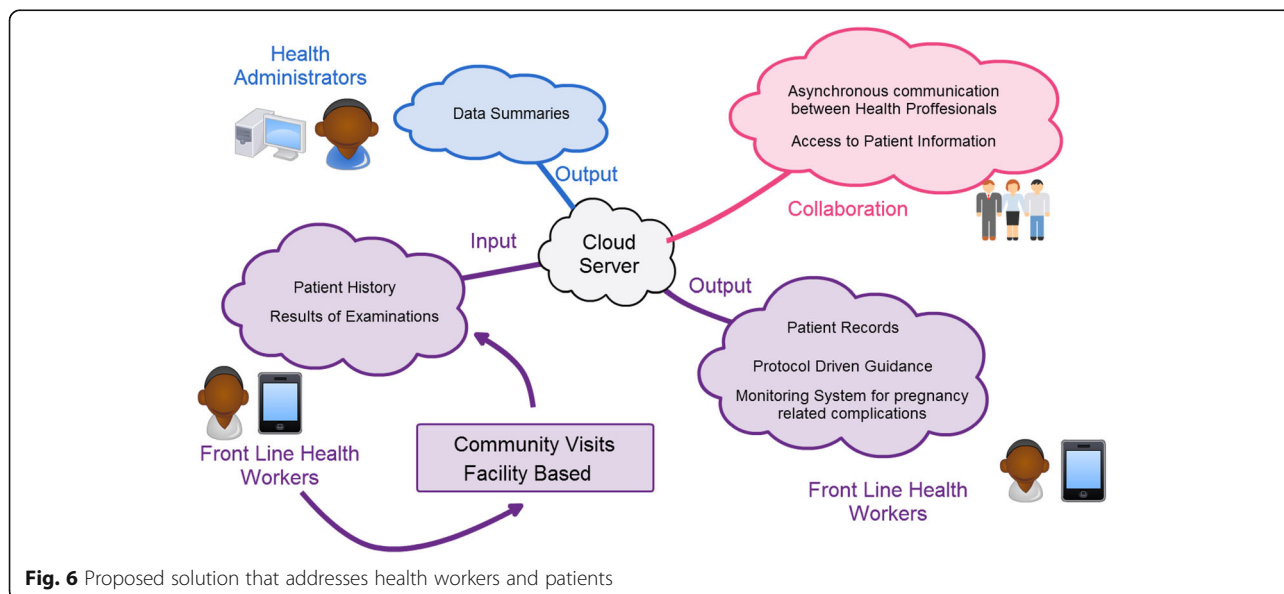 Health
Administrators
Data Summaries
Output
Asynchronous communication
between Health Proffesionals
Access to Patient Information
Collaboration
Input
Cloud
Server
Output
Patient History
Results of Examinations
Patient Records
Protocol Driven Guidance
Monitoring System for pregnancy
related complications
Front Line Health
Workers
Community Visits
Facility Based
Front Line Health
Workers
Fig. 6 Proposed solution that addresses health workers and patients